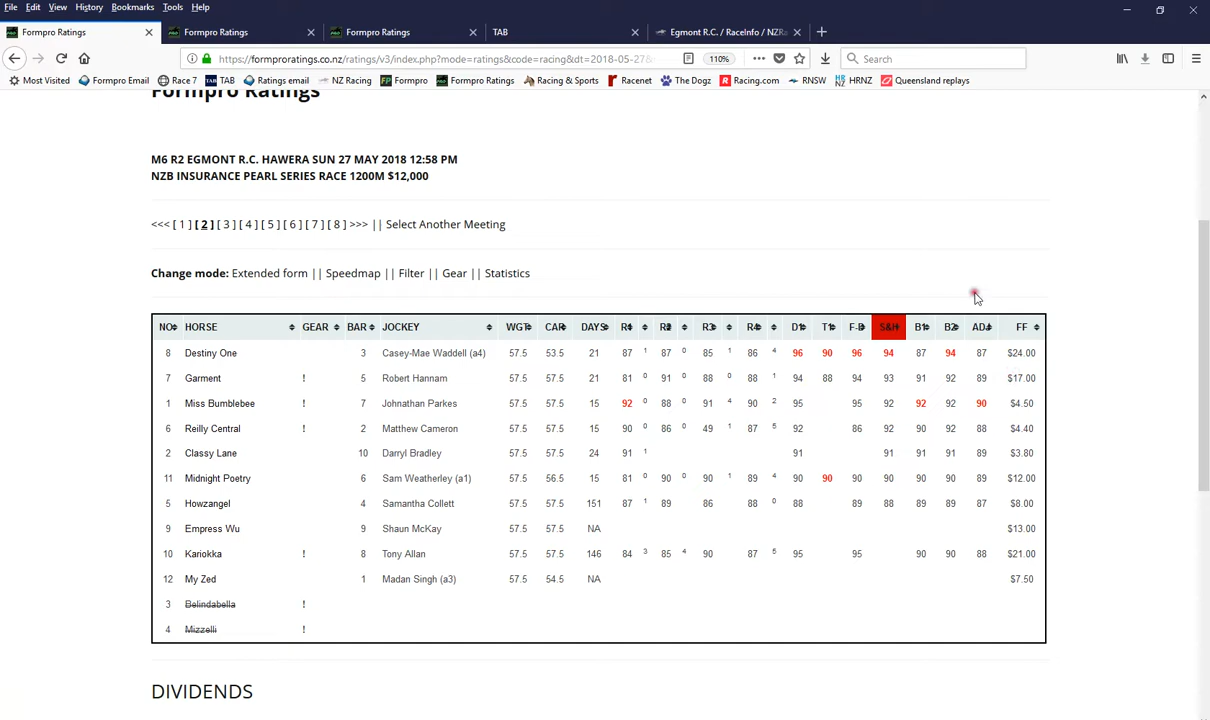 File Edit View History Bookmarks Tools Help
Formpro Ratings Formpro Ratings Formpro Ratings TAB Egmont R.C. / RaceInfo / NZRa
https://formproratings.co.nz/ratings/v3/index.php?mode=ratings&code=racing&dt=2018-05-27& 110% Search
Most Visited Formpro Email Race 7 TAB Ratings email NZ Racing Formpro Formpro Ratings Racing & Sports Racenet The Dogz Racing.com RNSW HRNZ Queensland replays
Formpro Ratings
M6 R2 EGMONT R.C. HAWERA SUN 27 MAY 2018 12:58 PM
NZB INSURANCE PEARL SERIES RACE 1200M $12,000
<<< [ 1 ] [ 2 ] [ 3 ] [ 4 ] [ 5 ] [ 6 ] [ 7 ] [ 8 ] >>> || Select Another Meeting
Change mode: Extended form || Speedmap || Filter || Gear || Statistics
NO HORSE GEAR BAR JOCKEY WGT CAR DAYS R1 R2 R3 R4 D1 T1 F-B S&H B1 B2 ADJ FF
8 Destiny One 3 Casey-Mae Waddell (a4) 57.5 53.5 21 87 1 87 0 85 1 86 4 96 90 96 94 87 94 87 $24.00
7 Garment ! 5 Robert Hannam 57.5 57.5 21 81 0 91 0 88 0 88 1 94 88 94 93 91 92 89 $17.00
1 Miss Bumblebee ! 7 Johnathan Parkes 57.5 57.5 15 92 0 88 0 91 4 90 2 95 95 92 92 92 90 $4.50
6 Reilly Central ! 2 Matthew Cameron 57.5 57.5 15 90 0 86 0 49 1 87 5 92 86 92 90 92 88 $4.40
2 Classy Lane 10 Darryl Bradley 57.5 57.5 24 91 1 91 91 91 91 89 $3.80
11 Midnight Poetry 6 Sam Weatherley (a1) 57.5 56.5 15 81 0 90 0 90 1 89 4 90 90 90 90 90 90 89 $12.00
5 Howzangel 4 Samantha Collett 57.5 57.5 151 87 1 89 86 88 0 88 89 88 89 89 87 $8.00
9 Empress Wu 9 Shaun McKay 57.5 57.5 NA $13.00
10 Kariokka ! 8 Tony Allan 57.5 57.5 146 84 3 85 4 90 87 5 95 95 90 90 88 $21.00
12 My Zed 1 Madan Singh (a3) 57.5 54.5 NA $7.50
3 Belindabella !
4 Mizzelli !
DIVIDENDS